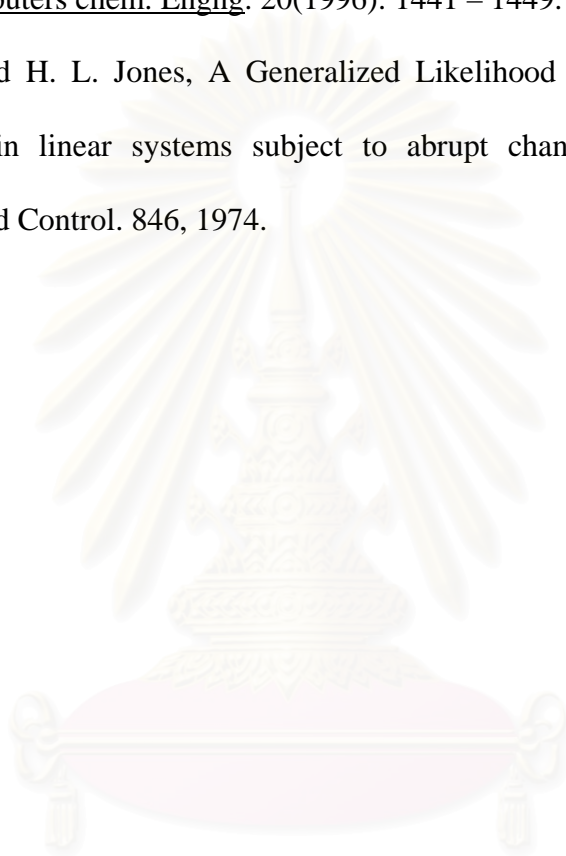 puters chem. Engng. 20(1996). 1441 – 1449.
d H. L. Jones, A Generalized Likelihood
in linear systems subject to abrupt chan
d Control. 846, 1974.